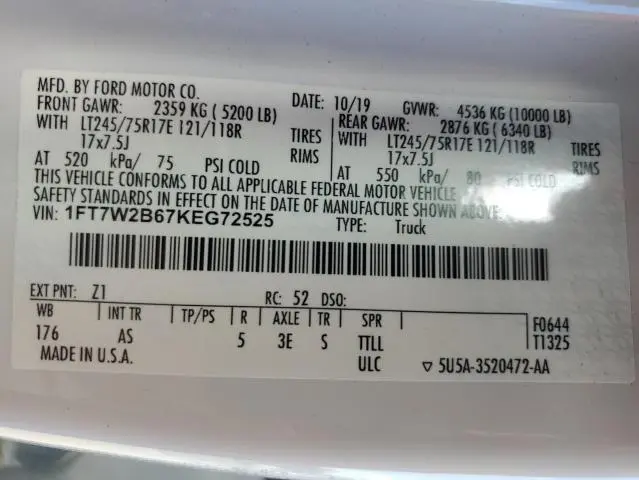 MFD. BY FORD MOTOR CO.
DATE: 10/19 GVWR: 4536 KG (10000 LB)
FRONT GAWR: 2359 KG ( 5200 LB) REAR GAWR: 2876 KG ( 6340 LB)
WITH LT245/75R17E 121/118R TIRES WITH LT245/75R17E 121/118R TIRES
17x7.5J RIMS 17x7.5J RIMS
AT 520 kPa/ 75 PSI COLD AT 550 kPa/ 80 PSI COLD
THIS VEHICLE CONFORMS TO ALL APPLICABLE FEDERAL MOTOR VEHICLE
SAFETY STANDARDS IN EFFECT ON THE DATE OF MANUFACTURE SHOWN ABOVE.
VIN: 1FT7W2B67KEG72525
TYPE: Truck
EXT PNT: Z1 RC: 52 DSO:
WB INT TR TP/PS R AXLE TR SPR F0644
176 AS 5 3E S TTLL T1325
MADE IN U.S.A. ULC ▽ 5U5A-3520472-AA